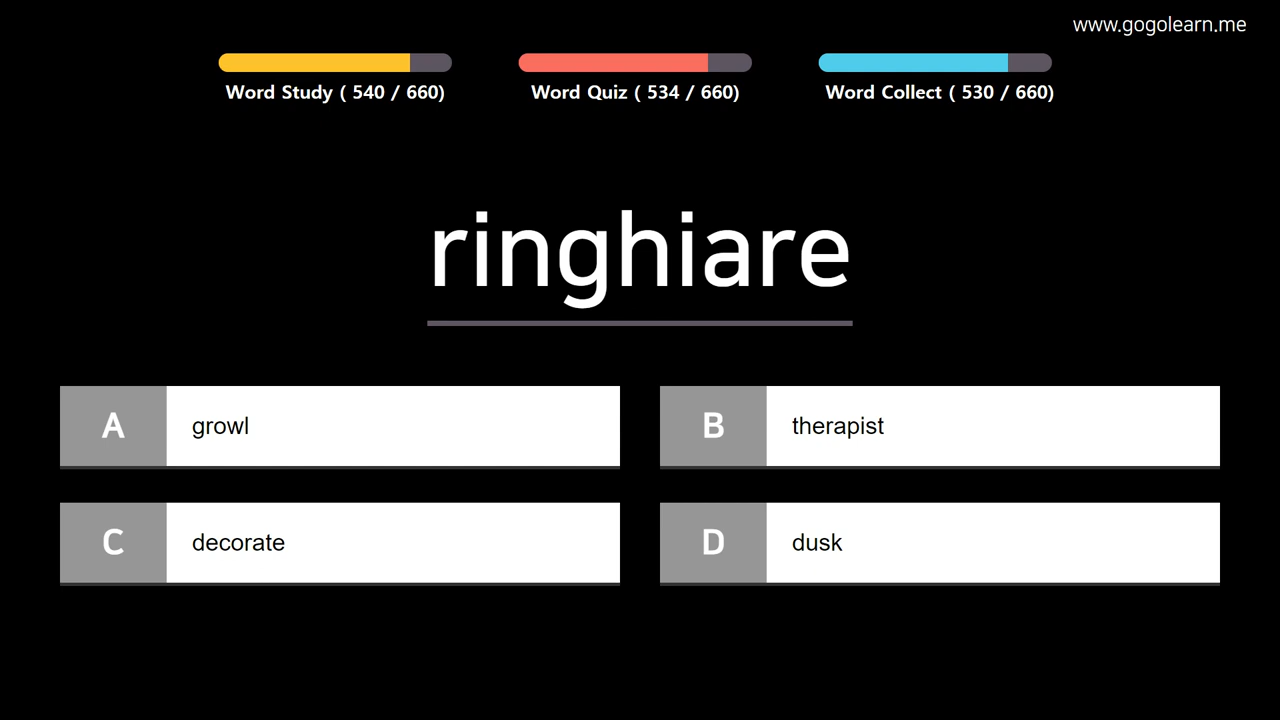 www.gogolearn.me
Word Study ( 540 / 660)
Word Quiz ( 534 / 660)
Word Collect ( 530 / 660)
ringhiare
A growl
B therapist
C decorate
D dusk